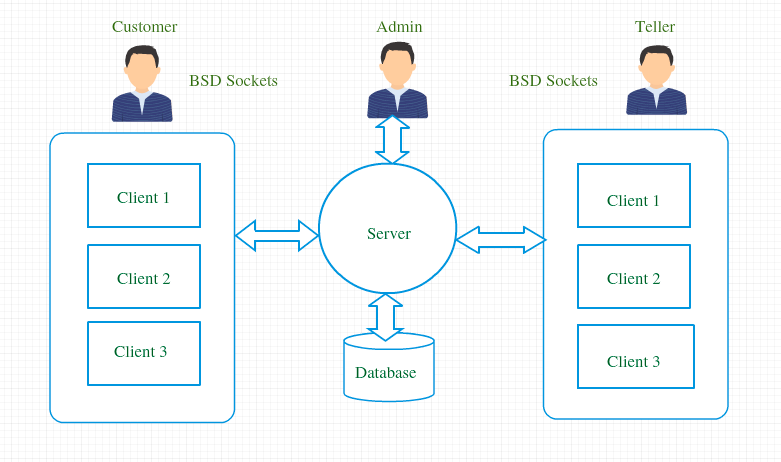 Customer
Admin
Teller
BSD Sockets
BSD Sockets
Client 1
Client 2
Client 3
Server
Database
Client 1
Client 2
Client 3